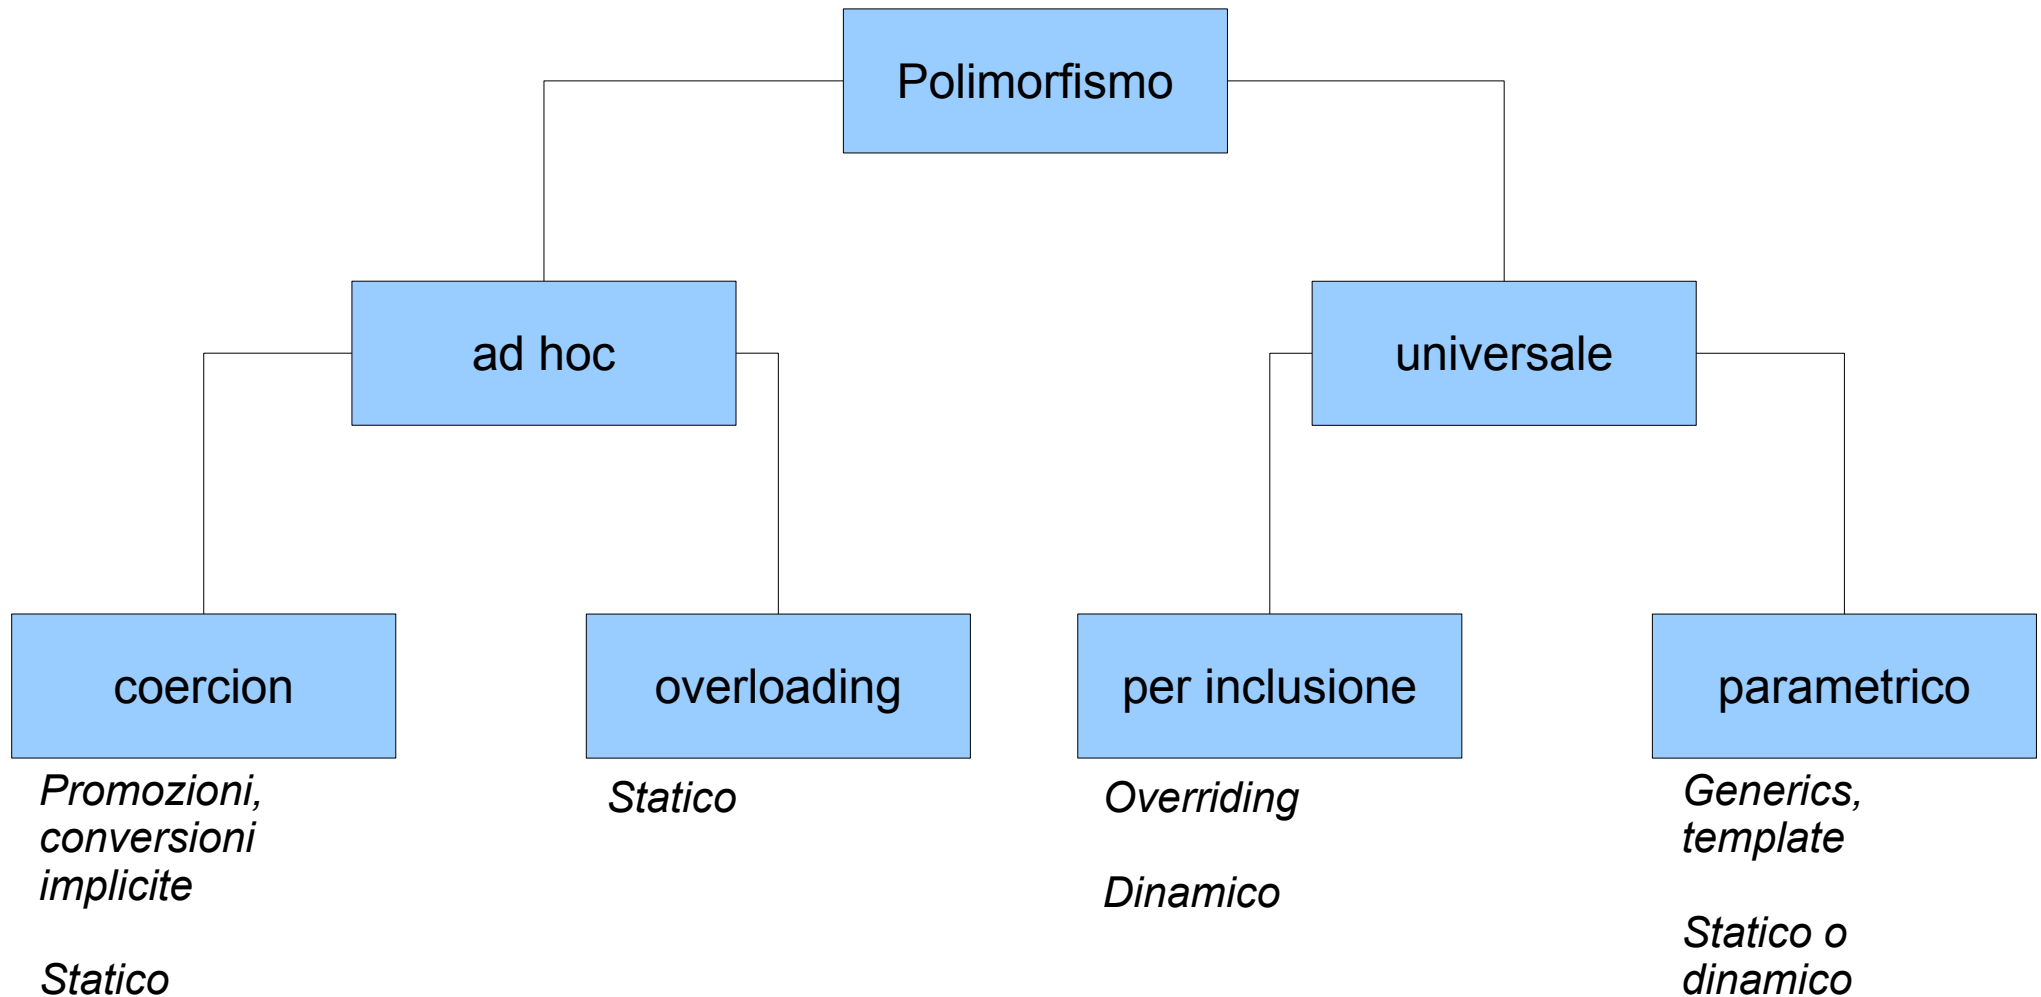 Polimorfismo
ad hoc
universale
coercion
overloading
per inclusione
parametrico
Promozioni,
conversioni
implicite
Statico
Statico
Overriding
Dinamico
Generics,
template
Statico o
dinamico